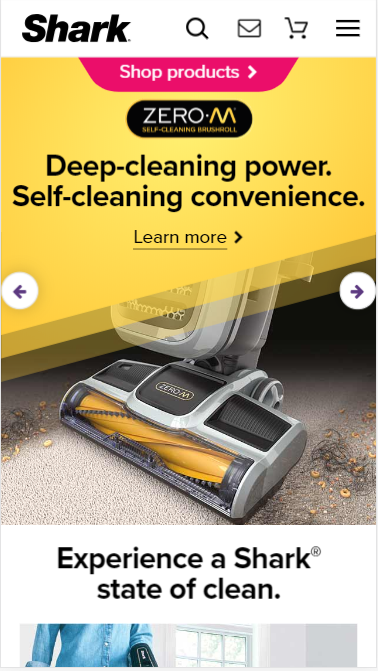 Shark
Shop products
ZERO-M
SELF-CLEANING BRUSHROLL
Deep-cleaning power.
Self-cleaning convenience.
Learn more
ZERO-M
Experience a Shark®
state of clean.